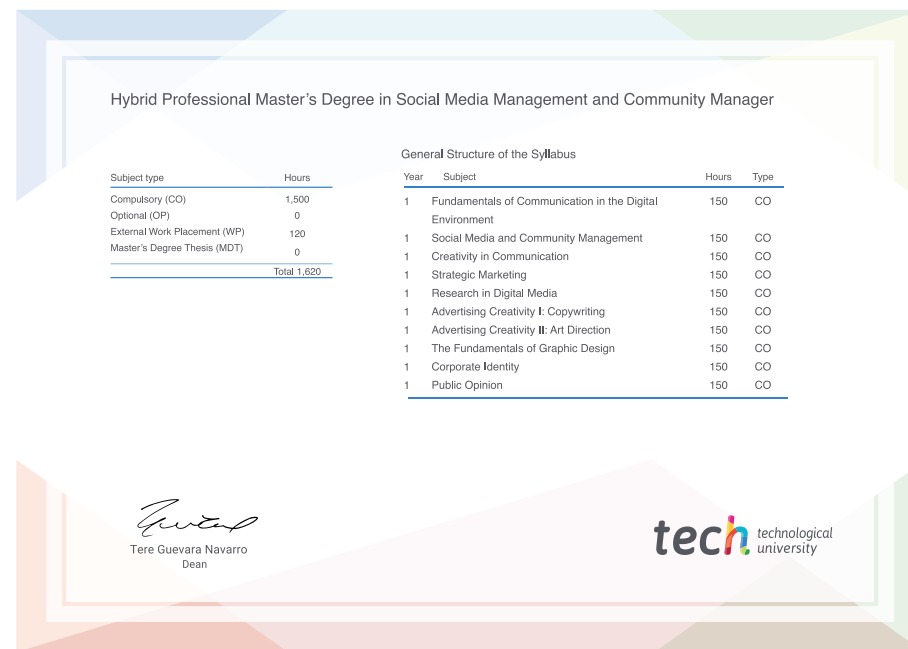 Hybrid Professional Master's Degree in Social Media Management and Community Manager
Subject type Hours
Compulsory (CO) 1,500
Optional (OP) 0
External Work Placement (WP) 120
Master's Degree Thesis (MDT) 0
Total 1,620
General Structure of the Syllabus
Year Subject Hours Type
1 Fundamentals of Communication in the Digital 150 CO
Environment
1 Social Media and Community Management 150 CO
1 Creativity in Communication 150 CO
1 Strategic Marketing 150 CO
1 Research in Digital Media 150 CO
1 Advertising Creativity I: Copywriting 150 CO
1 Advertising Creativity II: Art Direction 150 CO
1 The Fundamentals of Graphic Design 150 CO
1 Corporate Identity 150 CO
1 Public Opinion 150 CO
Tere Guevara Navarro
Dean
tech technological
university